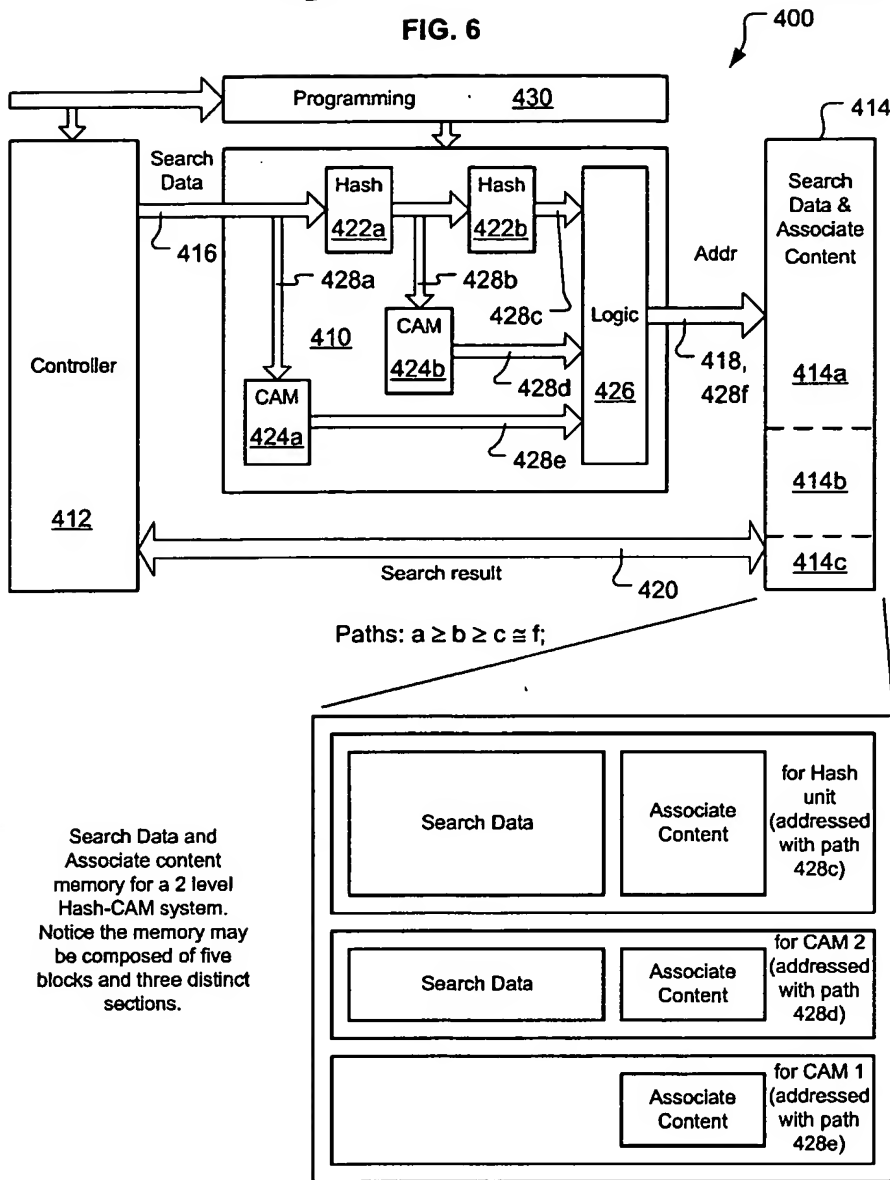 FIG. 6
400
Programming 430
414
Search
Data
416
Hash
422a
Hash
422b
428a
428b
428c
410
CAM
424b
428d
CAM
424a
428e
Logic
426
Addr
418,
428f
Controller
412
Search
Data &
Associate
Content
414a
414b
414c
Search result
420
Paths: a ≥ b ≥ c ≅ f;
Search Data and
Associate content
memory for a 2 level
Hash-CAM system.
Notice the memory may
be composed of five
blocks and three distinct
sections.
Search Data
Associate
Content
for Hash
unit
(addressed
with path
428c)
Search Data
Associate
Content
for CAM 2
(addressed
with path
428d)
Associate
Content
for CAM 1
(addressed
with path
428e)